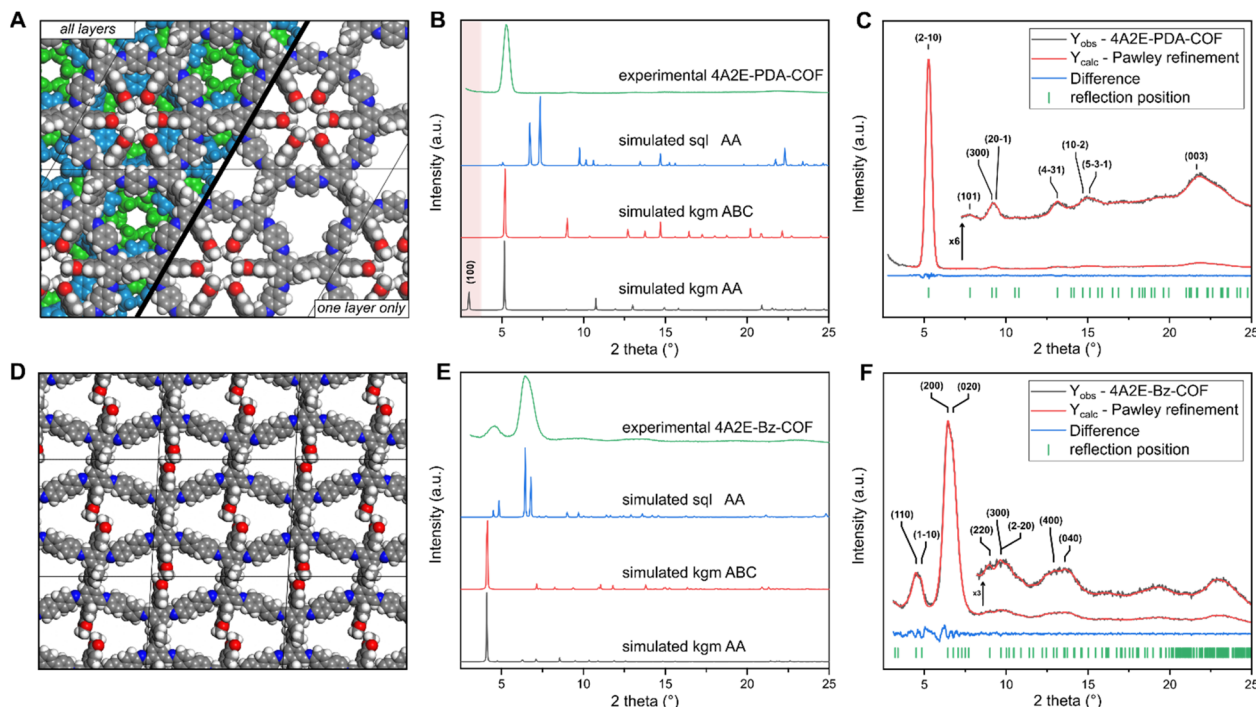 A
all layers
one layer only
B
Intensity (a.u.)
experimental 4A2E-PDA-COF
simulated sql AA
simulated kgm ABC
simulated kgm AA
(100)
5
10
15
20
25
2 theta (°)
C
Intensity (a.u.)
Yobs - 4A2E-PDA-COF
Ycalc - Pawley refinement
Difference
reflection position
(2-10)
(101)
(300)
(20-1)
(4-31)
(10-2)
(5-3-1)
(003)
x6
5
10
15
20
25
2 theta (°)
D
E
Intensity (a.u.)
experimental 4A2E-Bz-COF
simulated sql AA
simulated kgm ABC
simulated kgm AA
5
10
15
20
25
2 theta (°)
F
Intensity (a.u.)
Yobs - 4A2E-Bz-COF
Ycalc - Pawley refinement
Difference
reflection position
(200)
(020)
(110)
(1-10)
(220)
(300)
(2-20)
(400)
(040)
x3
5
10
15
20
25
2 theta (°)